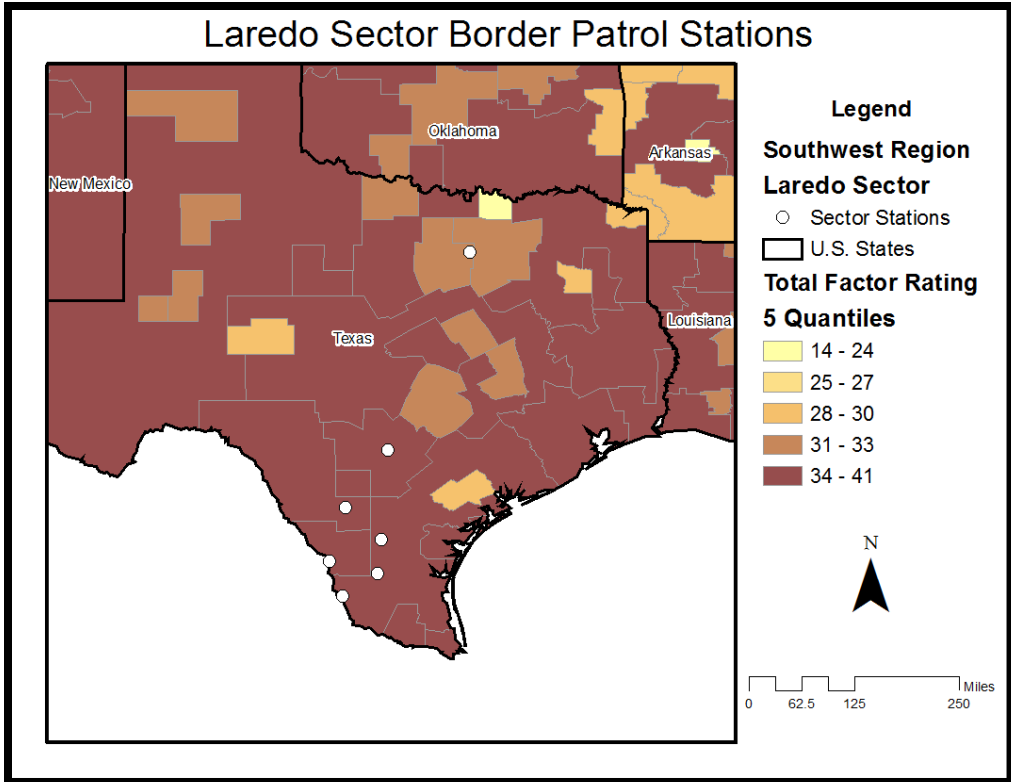 Laredo Sector Border Patrol Stations
New Mexico
Oklahoma
Arkansas
Texas
Louisiana
Legend
Southwest Region
Laredo Sector
Sector Stations
U.S. States
Total Factor Rating
5 Quantiles
14 - 24
25 - 27
28 - 30
31 - 33
34 - 41
N
Miles
0 62.5 125 250